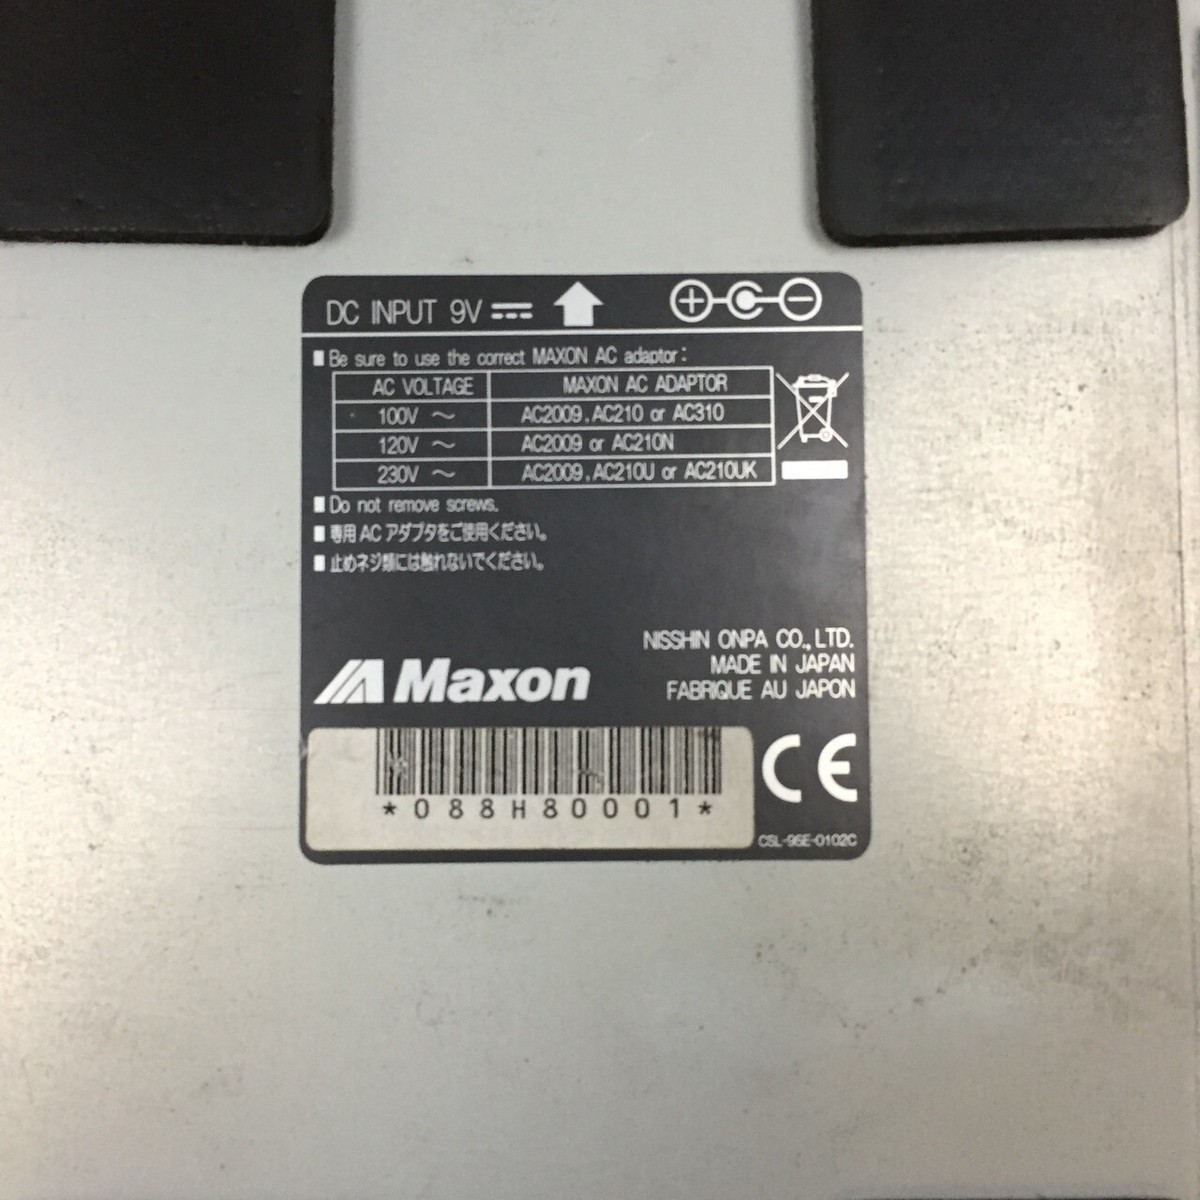 DC INPUT 9V
Be sure to use the correct MAXON AC adaptor:
AC VOLTAGE MAXON AC ADAPTOR
100V ~ AC2009, AC210 or AC310
120V ~ AC2009 or AC210N
230V ~ AC2009, AC210U or AC210UK
Do not remove screws.
専用 AC アダプタをご使用ください。
止めネジ類には触れないでください。
NISSHIN ONPA CO., LTD.
MADE IN JAPAN
FABRIQUE AU JAPON
Maxon
CE
*088H80001*
CSL-96E-0102C